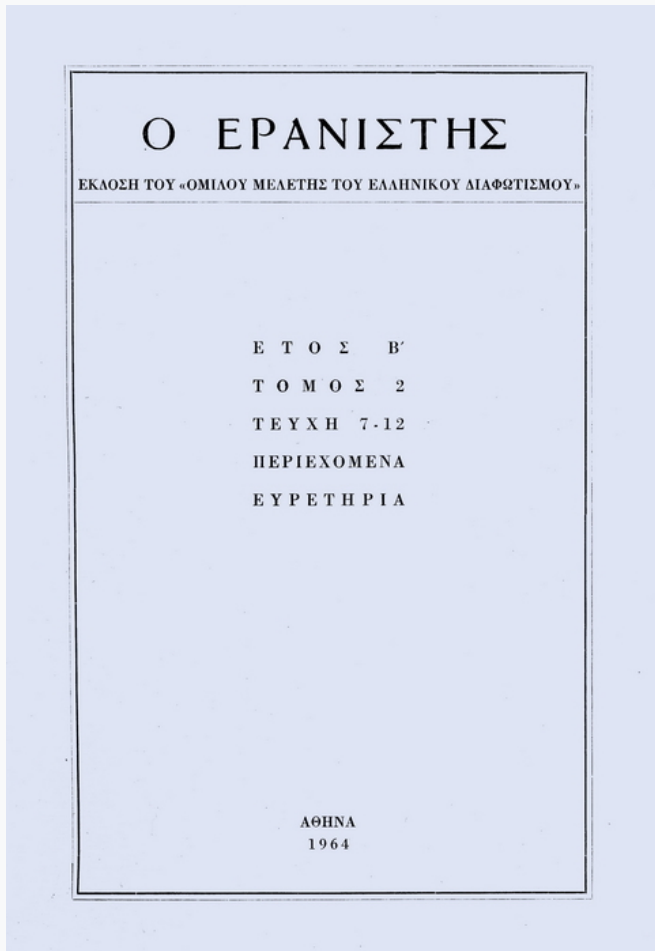 Ο ΕΡΑΝΙΣΤΗΣ
ΕΚΔΟΣΗ ΤΟΥ «ΟΜΙΛΟΥ ΜΕΛΕΤΗΣ ΤΟΥ ΕΛΛΗΝΙΚΟΥ ΔΙΑΦΩΤΙΣΜΟΥ»
ΕΤΟΣ Β´
ΤΟΜΟΣ 2
ΤΕΥΧΗ 7-12
ΠΕΡΙΕΧΟΜΕΝΑ
ΕΥΡΕΤΗΡΙΑ
ΑΘΗΝΑ
1964